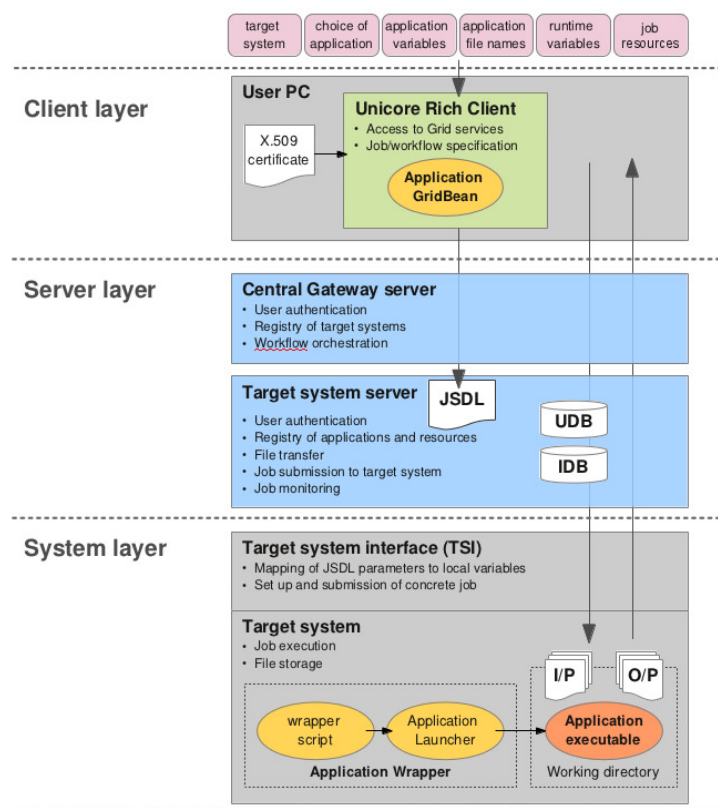 target
system
choice of
application
application
variables
application
file names
runtime
variables
job
resources
Client layer
User PC
X.509
certificate
Unicore Rich Client
• Access to Grid services
• Job/workflow specification
Application
GridBean
Server layer
Central Gateway server
• User authentication
• Registry of target systems
• Workflow orchestration
Target system server
• User authentication
• Registry of applications and resources
• File transfer
• Job submission to target system
• Job monitoring
JSDL
UDB
IDB
System layer
Target system interface (TSI)
• Mapping of JSDL parameters to local variables
• Set up and submission of concrete job
Target system
• Job execution
• File storage
I/P
O/P
wrapper
script
Application
Launcher
Application
executable
Application Wrapper
Working directory